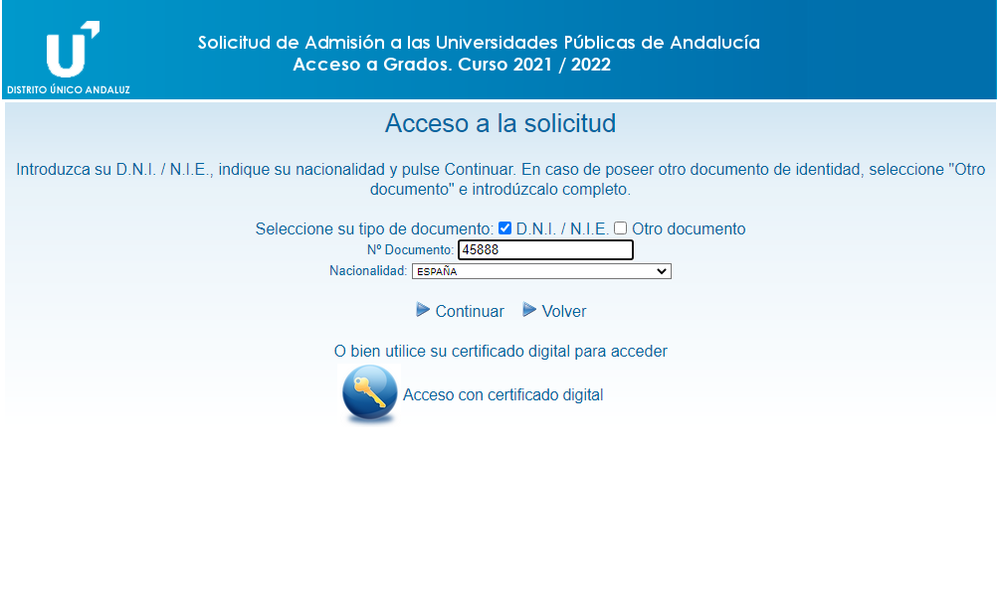 U
DISTRITO ÚNICO ANDALUZ
Solicitud de Admisión a las Universidades Públicas de Andalucía
Acceso a Grados. Curso 2021 / 2022
Acceso a la solicitud
Introduzca su D.N.I. / N.I.E., indique su nacionalidad y pulse Continuar. En caso de poseer otro documento de identidad, seleccione "Otro
documento" e introdúzcalo completo.
Seleccione su tipo de documento: D.N.I. / N.I.E. Otro documento
Nº Documento: 45888
Nacionalidad: ESPAÑA
Continuar Volver
O bien utilice su certificado digital para acceder
Acceso con certificado digital